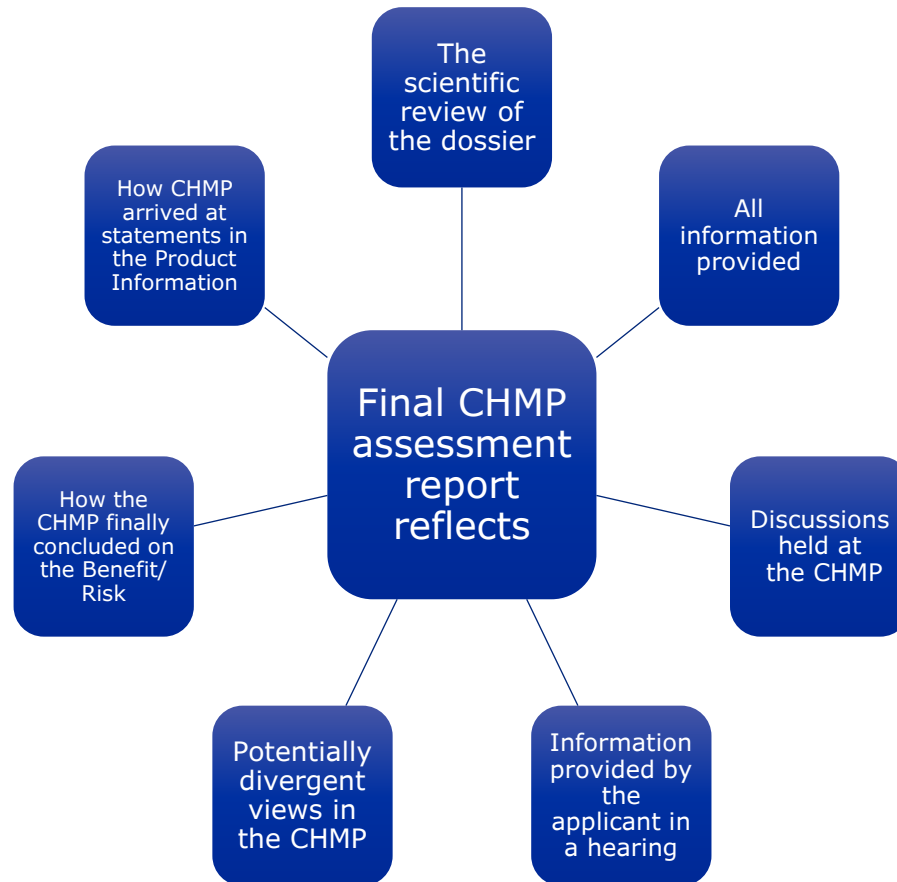 The
scientific
review of
the dossier
How CHMP
arrived at
statements in
the Product
Information
All
information
provided
Final CHMP
assessment
report
reflects
How the
CHMP finally
concluded on
the Benefit/
Risk
Discussions
held at
the CHMP
Potentially
divergent
views in
the CHMP
Information
provided by
the
applicant in
a hearing